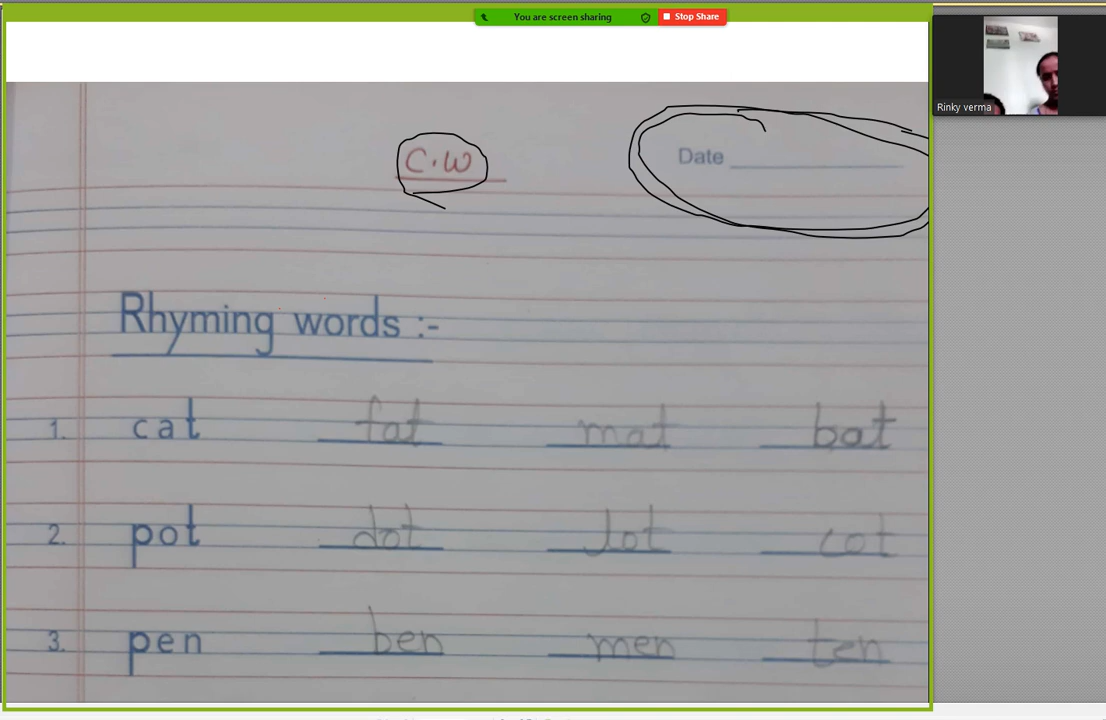 You are screen sharing Stop Share
Rinky verma
C.W
Date
Rhyming words :-
1. cat fat mat bat
2. pot dot lot cot
3. pen ben men ten